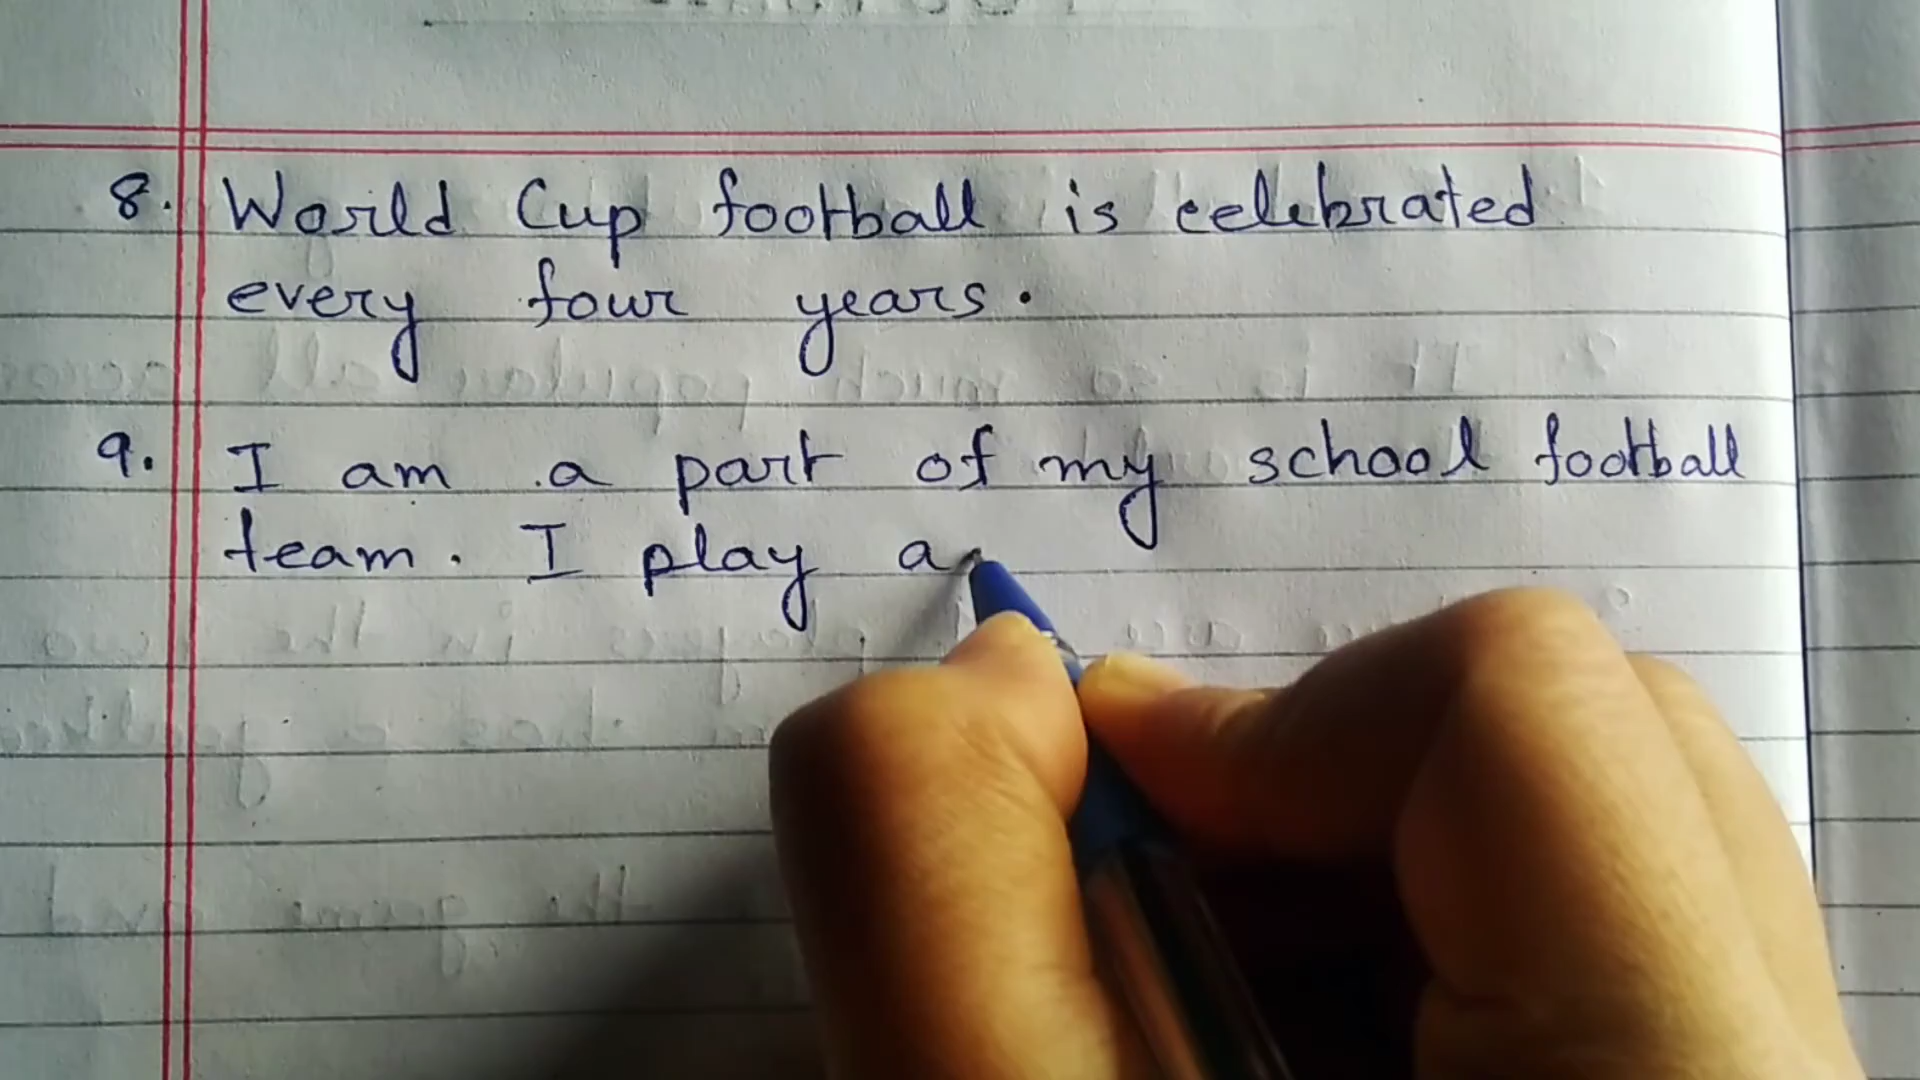 8. World Cup football is celebrated
every four years.
9. I am a part of my school football
team. I play a